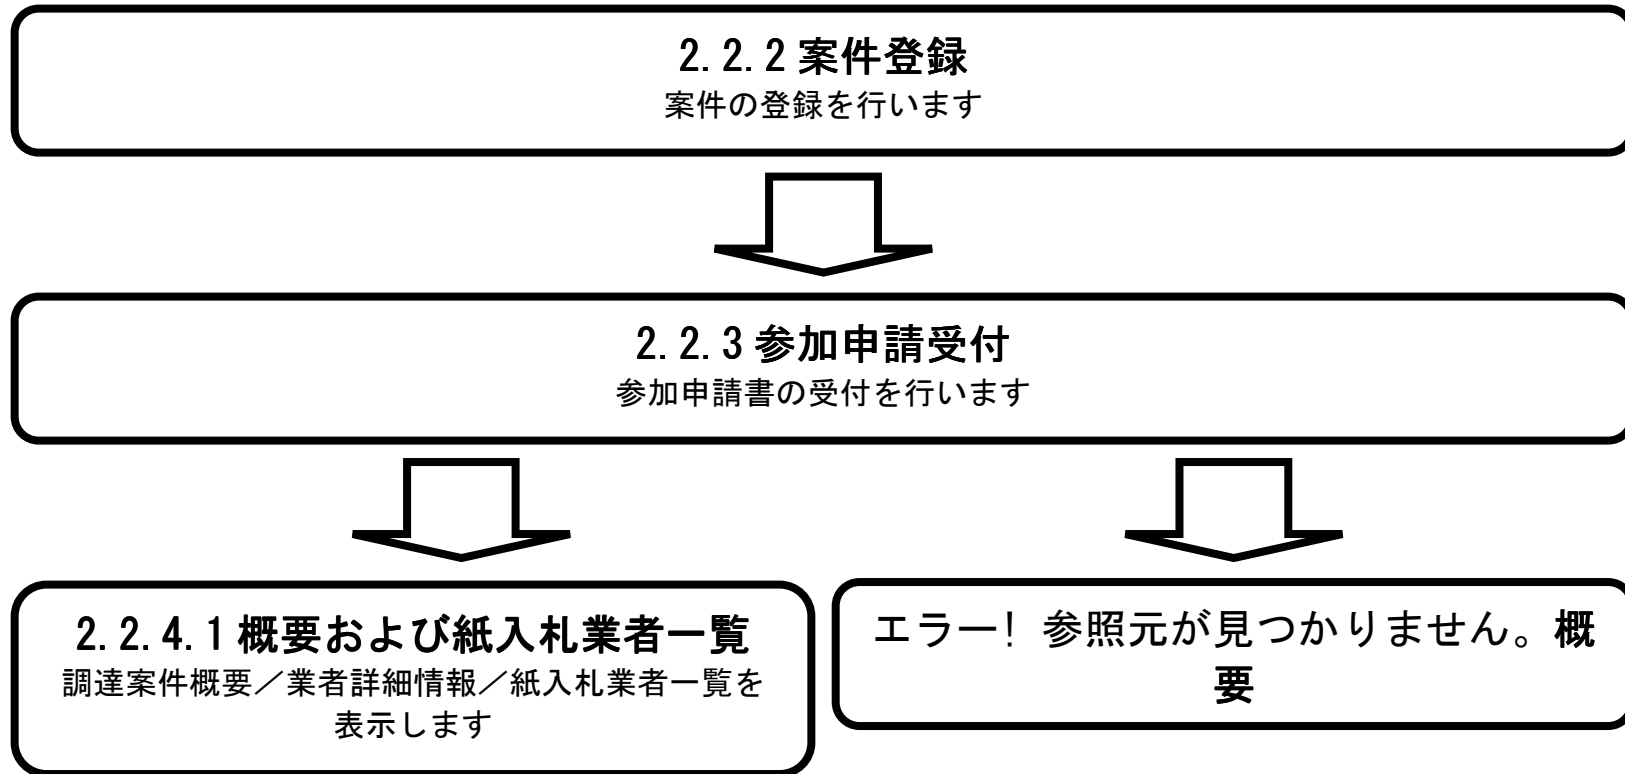 2.2.2 案件登録
案件の登録を行います
2.2.3 参加申請受付
参加申請書の受付を行います
2.2.4.1 概要および紙入札業者一覧
調達案件概要／業者詳細情報／紙入札業者一覧を
表示します
エラー! 参照元が見つかりません。概
要